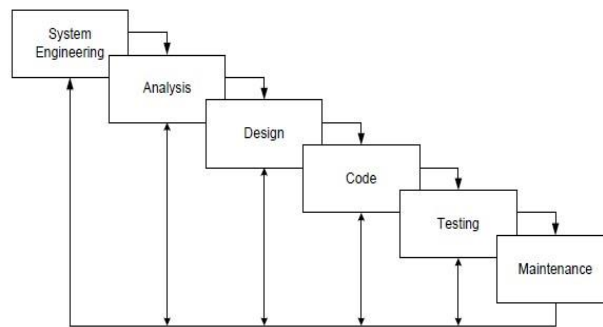 System
Engineering
Analysis
Design
Code
Testing
Maintenance